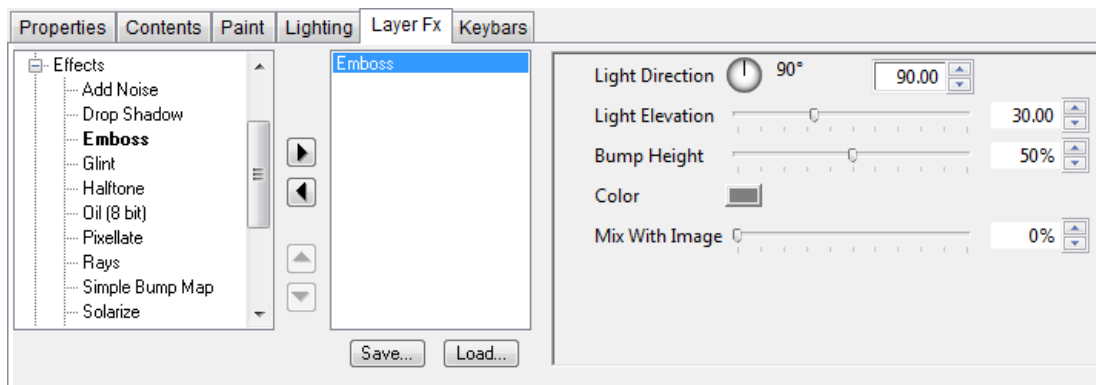 Properties Contents Paint Lighting Layer Fx Keybars
Effects
Add Noise
Drop Shadow
Emboss
Glint
Halftone
Oil (8 bit)
Pixellate
Rays
Simple Bump Map
Solarize
Emboss
Save... Load...
Light Direction 90° 90.00
Light Elevation 30.00
Bump Height 50%
Color
Mix With Image 0%